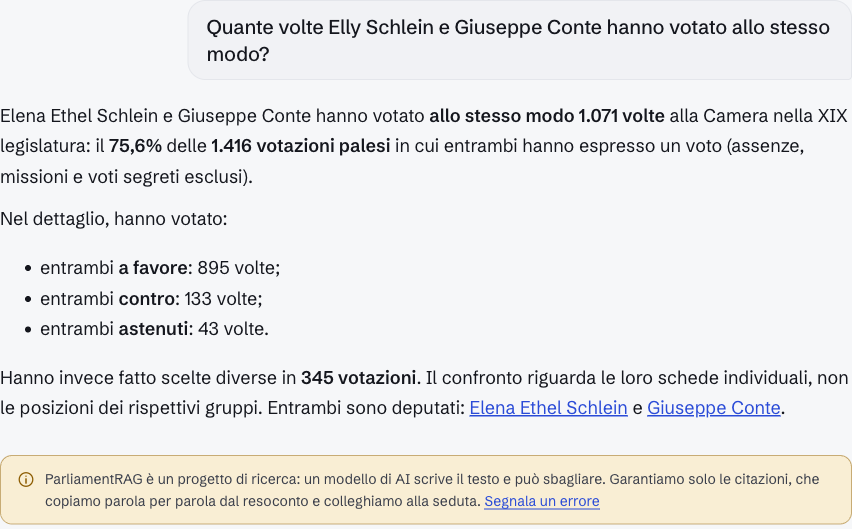 Quante volte Elly Schlein e Giuseppe Conte hanno votato allo stesso
modo?
Elena Ethel Schlein e Giuseppe Conte hanno votato allo stesso modo 1.071 volte alla Camera nella XIX
legislatura: il 75,6% delle 1.416 votazioni palesi in cui entrambi hanno espresso un voto (assenze,
missioni e voti segreti esclusi).
Nel dettaglio, hanno votato:
• entrambi a favore: 895 volte;
• entrambi contro: 133 volte;
• entrambi astenuti: 43 volte.
Hanno invece fatto scelte diverse in 345 votazioni. Il confronto riguarda le loro schede individuali, non
le posizioni dei rispettivi gruppi. Entrambi sono deputati: Elena Ethel Schlein e Giuseppe Conte.
ParliamentRAG è un progetto di ricerca: un modello di AI scrive il testo e può sbagliare. Garantiamo solo le citazioni, che
copiamo parola per parola dal resoconto e colleghiamo alla seduta. Segnala un errore